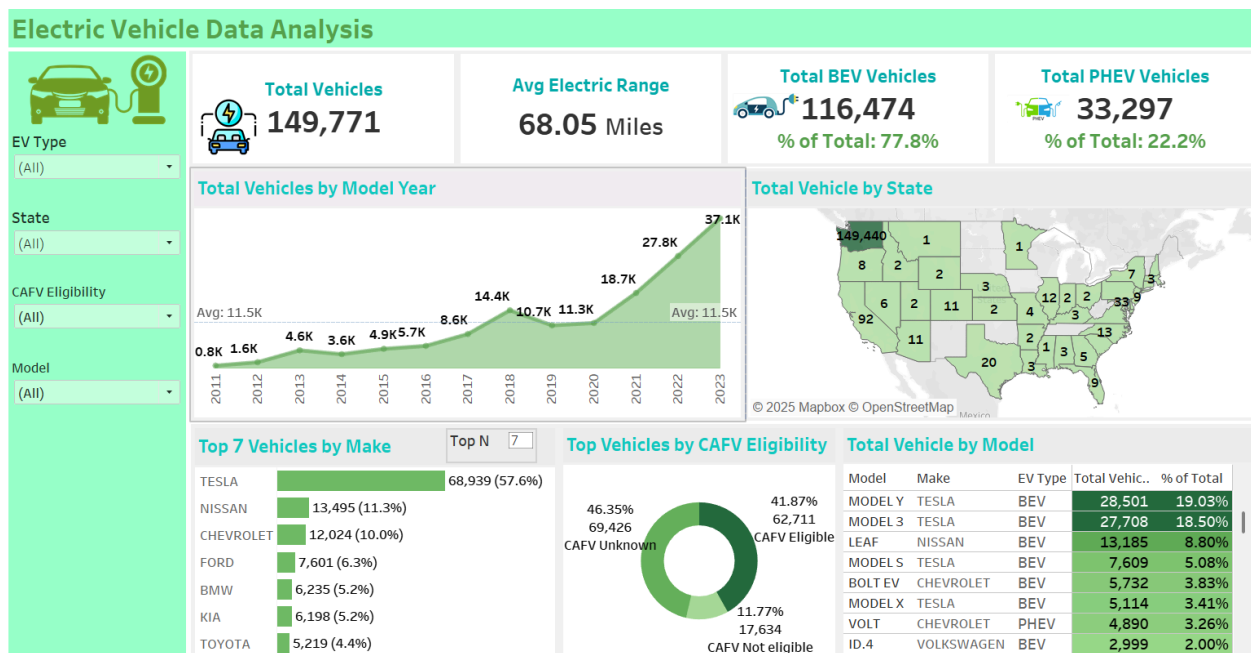 Electric Vehicle Data Analysis
EV Type
(All)
State
(All)
CAFV Eligibility
(All)
Model
(All)
Total Vehicles
149,771
Avg Electric Range
68.05 Miles
Total BEV Vehicles
116,474
% of Total: 77.8%
Total PHEV Vehicles
PHEV
33,297
% of Total: 22.2%
Total Vehicles by Model Year
37.1K
27.8K
18.7K
14.4K
10.7K
11.3K
8.6K
4.6K
3.6K
4.9K
5.7K
0.8K
1.6K
Avg: 11.5K
Avg: 11.5K
2011
2012
2013
2014
2015
2016
2017
2018
2019
2020
2021
2022
2023
Total Vehicle by State
149,440
1
1
8
2
2
7
3
3
6
2
11
2
4
12
2
2
33
9
3
92
11
2
13
20
3
1
3
5
9
© 2025 Mapbox © OpenStreetMap
Mexico
Top 7 Vehicles by Make
Top N
7
TESLA 68,939 (57.6%)
NISSAN 13,495 (11.3%)
CHEVROLET 12,024 (10.0%)
FORD 7,601 (6.3%)
BMW 6,235 (5.2%)
KIA 6,198 (5.2%)
TOYOTA 5,219 (4.4%)
Top Vehicles by CAFV Eligibility
46.35%
69,426
CAFV Unknown
41.87%
62,711
CAFV Eligible
11.77%
17,634
CAFV Not eligible
Total Vehicle by Model
Model Make EV Type Total Vehic.. % of Total
MODEL Y TESLA BEV 28,501 19.03%
MODEL 3 TESLA BEV 27,708 18.50%
LEAF NISSAN BEV 13,185 8.80%
MODEL S TESLA BEV 7,609 5.08%
BOLT EV CHEVROLET BEV 5,732 3.83%
MODEL X TESLA BEV 5,114 3.41%
VOLT CHEVROLET PHEV 4,890 3.26%
ID.4 VOLKSWAGEN BEV 2,999 2.00%